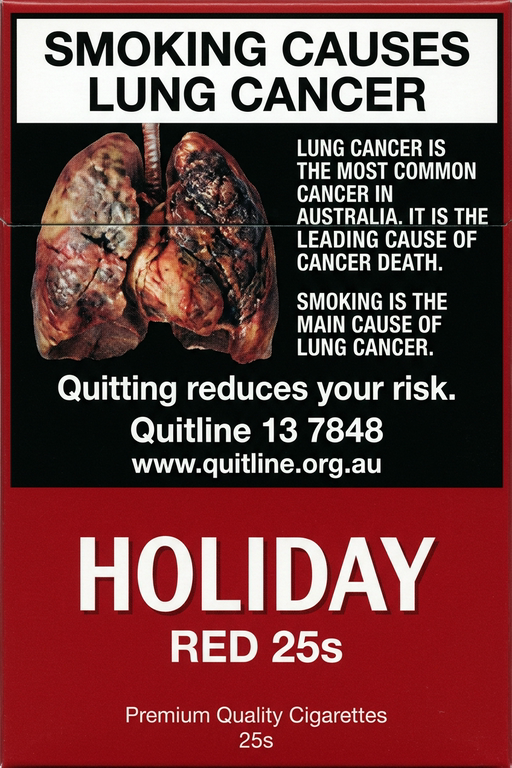 SMOKING CAUSES
LUNG CANCER
LUNG CANCER IS
THE MOST COMMON
CANCER IN
AUSTRALIA. IT IS THE
LEADING CAUSE OF
CANCER DEATH.
SMOKING IS THE
MAIN CAUSE OF
LUNG CANCER.
Quitting reduces your risk.
Quitline 13 7848
www.quitline.org.au
HOLIDAY
RED 25s
Premium Quality Cigarettes
25s